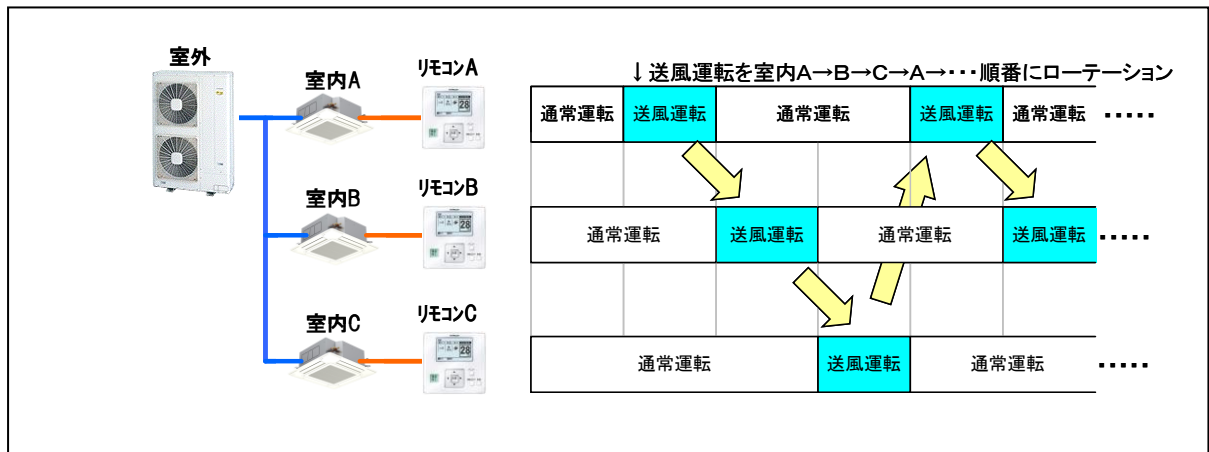 室外
室内A
リモコンA
↓送風運転を室内A→B→C→A→・・・順番にローテーション
通常運転 送風運転 通常運転 送風運転 通常運転 ・・・・・
28
室内B
リモコンB
通常運転 送風運転 通常運転 送風運転 ・・・・・
28
室内C
リモコンC
通常運転 送風運転 通常運転 ・・・・・
28